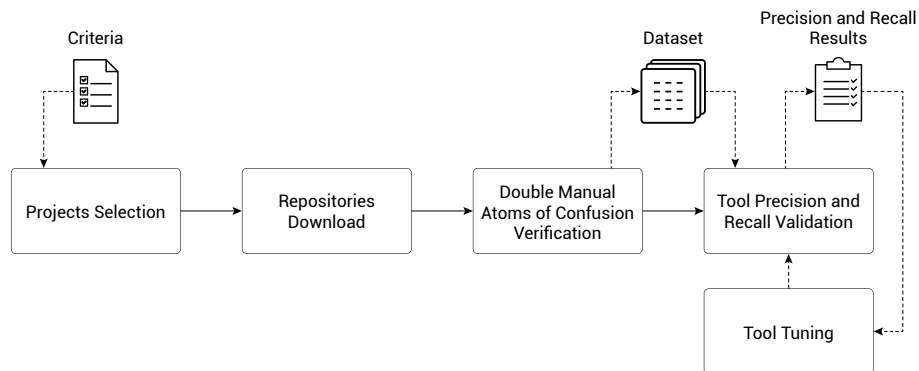 Criteria
Dataset
Precision and Recall
Results
Projects Selection
Repositories
Download
Double Manual
Atoms of Confusion
Verification
Tool Precision and
Recall Validation
Tool Tuning